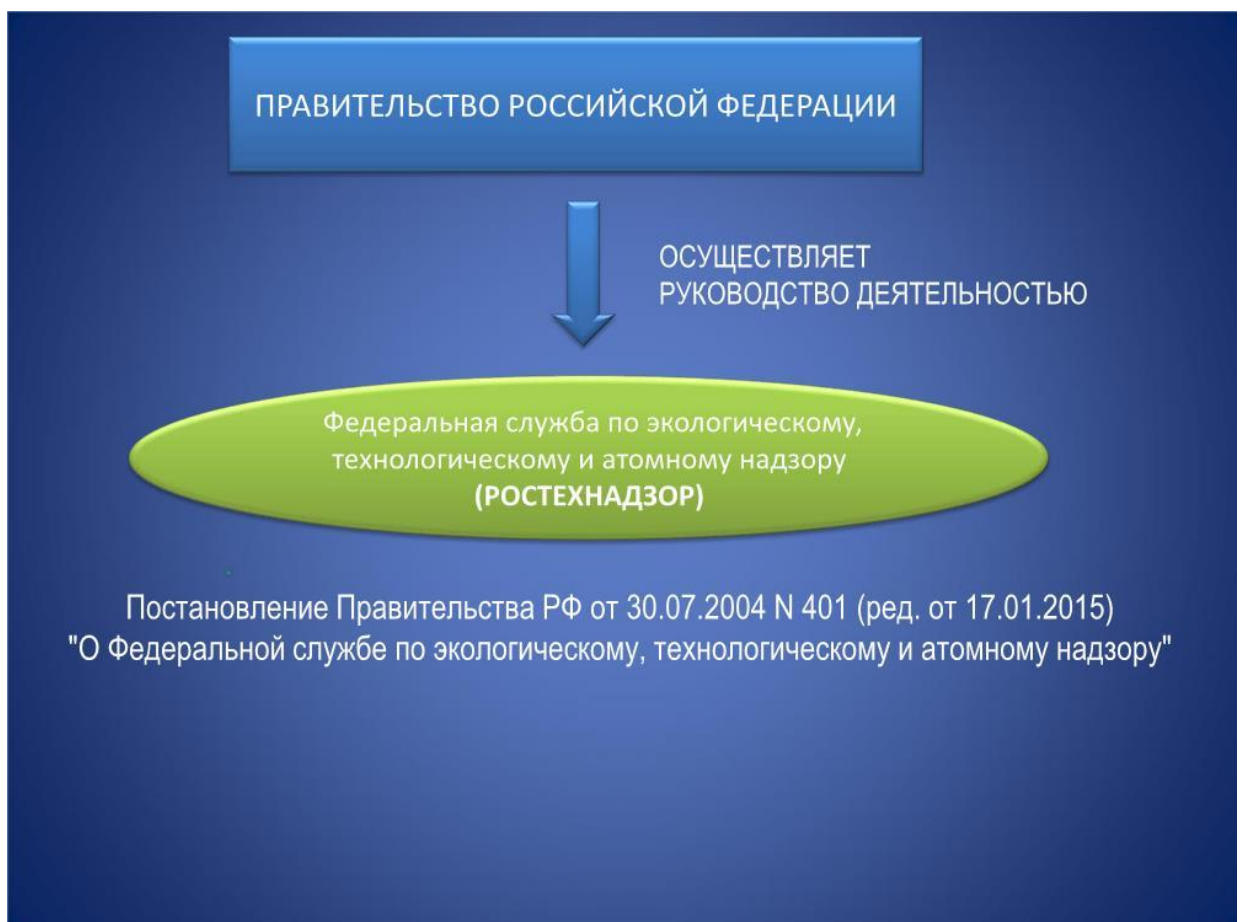 ПРАВИТЕЛЬСТВО РОССИЙСКОЙ ФЕДЕРАЦИИ
ОСУЩЕСТВЛЯЕТ
РУКОВОДСТВО ДЕЯТЕЛЬНОСТЬЮ
Федеральная служба по экологическому,
технологическому и атомному надзору
(РОСТЕХНАДЗОР)
Постановление Правительства РФ от 30.07.2004 N 401 (ред. от 17.01.2015)
"О Федеральной службе по экологическому, технологическому и атомному надзору"